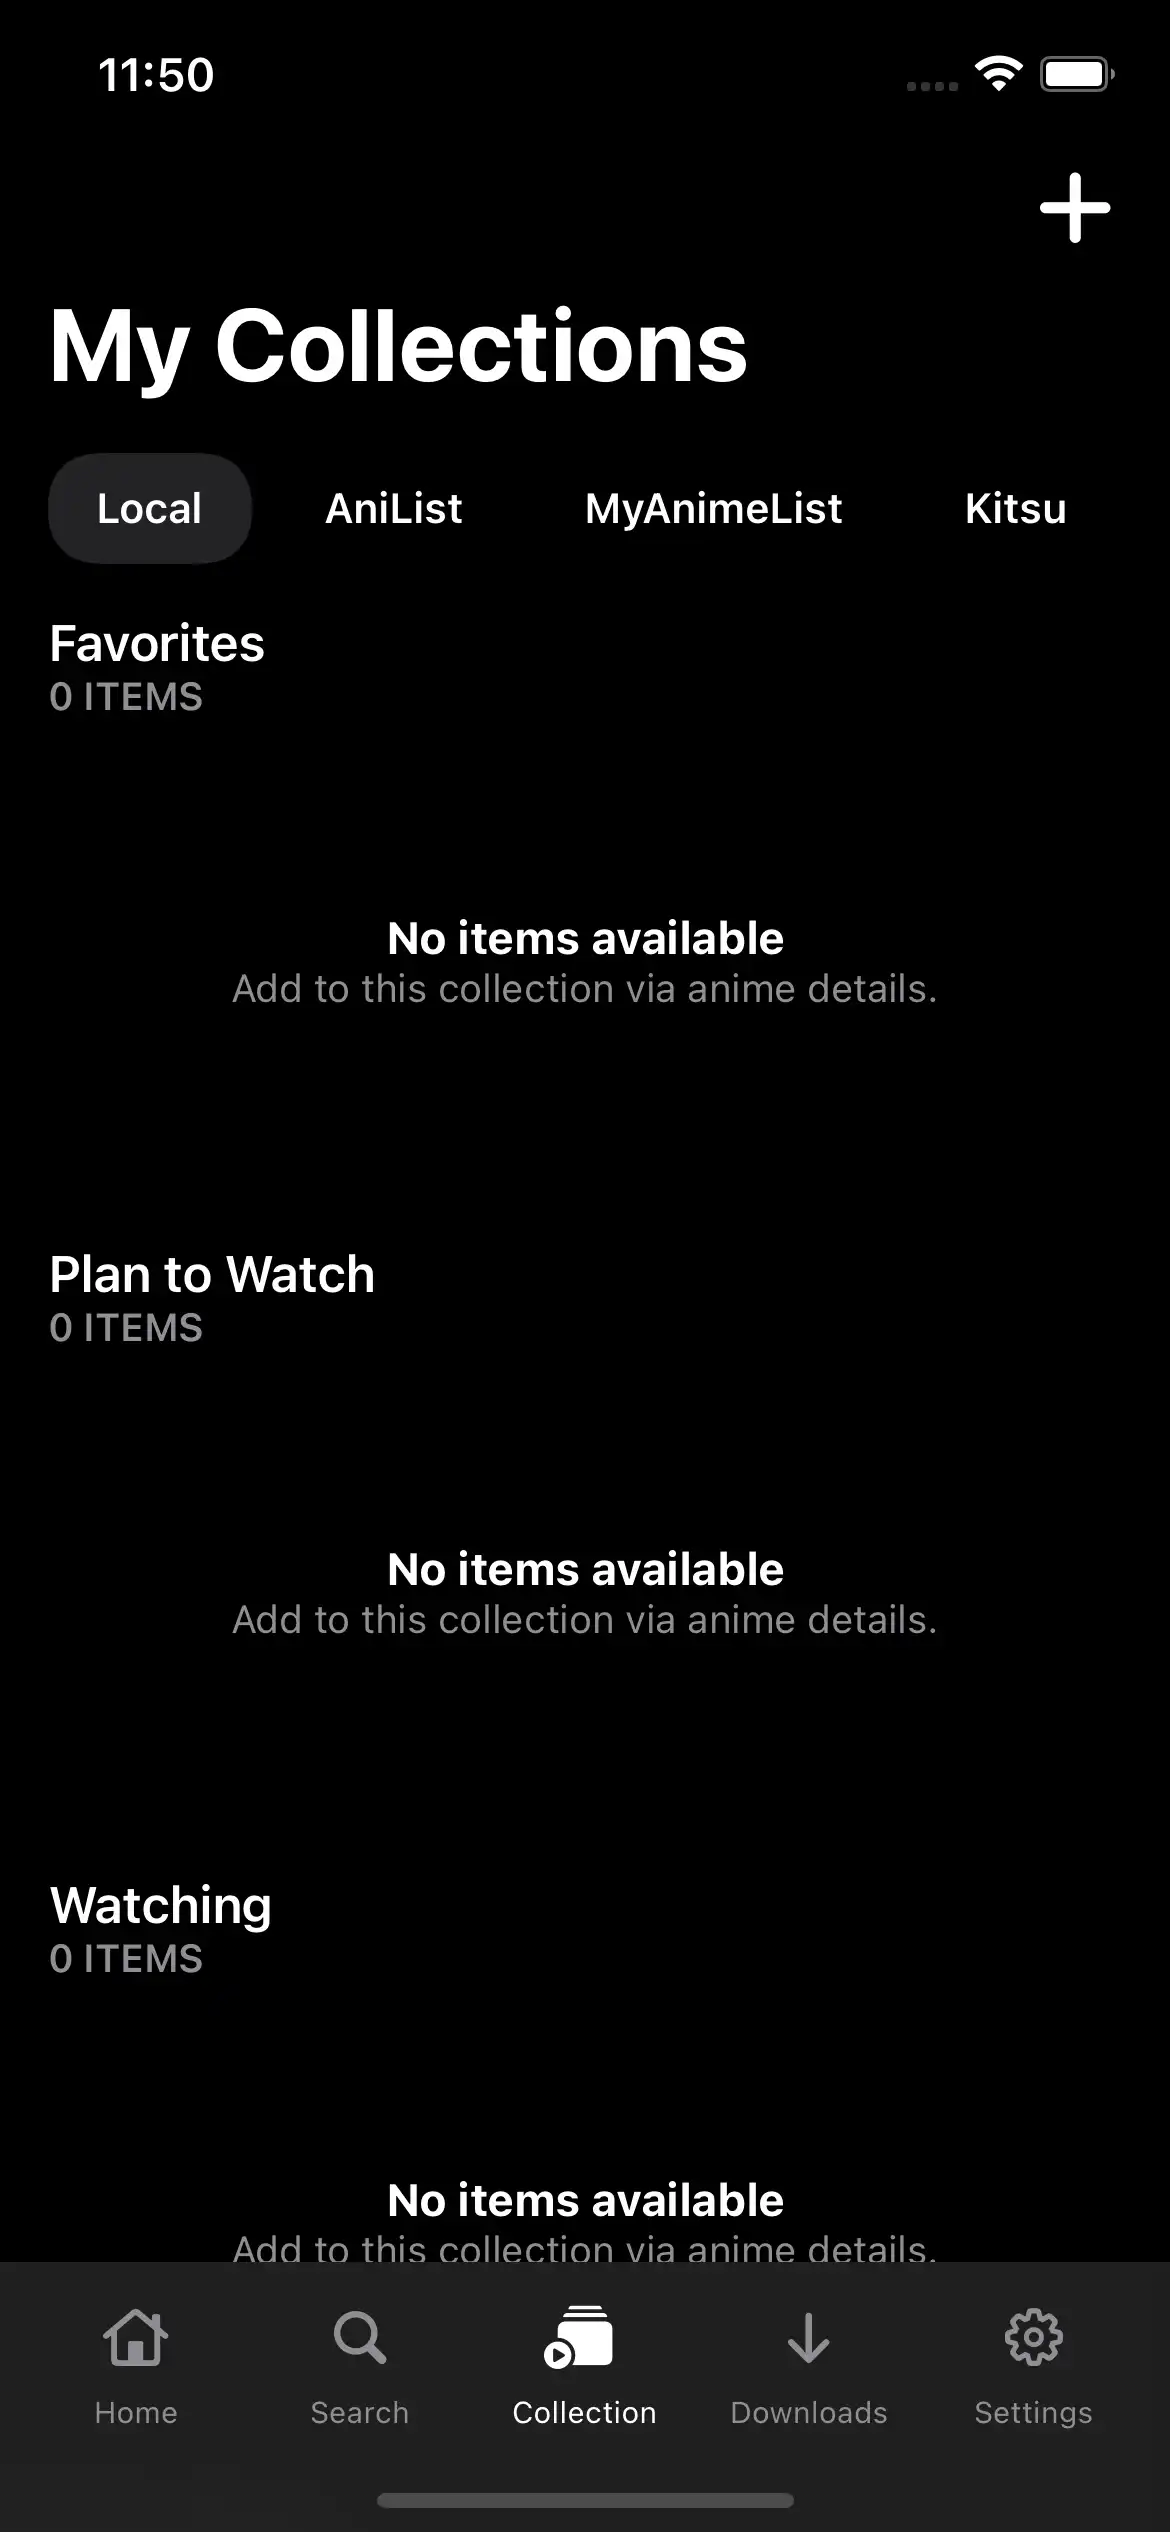 11:50
My Collections
Local AniList MyAnimeList Kitsu
Favorites
0 ITEMS
No items available
Add to this collection via anime details.
Plan to Watch
0 ITEMS
No items available
Add to this collection via anime details.
Watching
0 ITEMS
No items available
Add to this collection via anime details.
Home Search Collection Downloads Settings